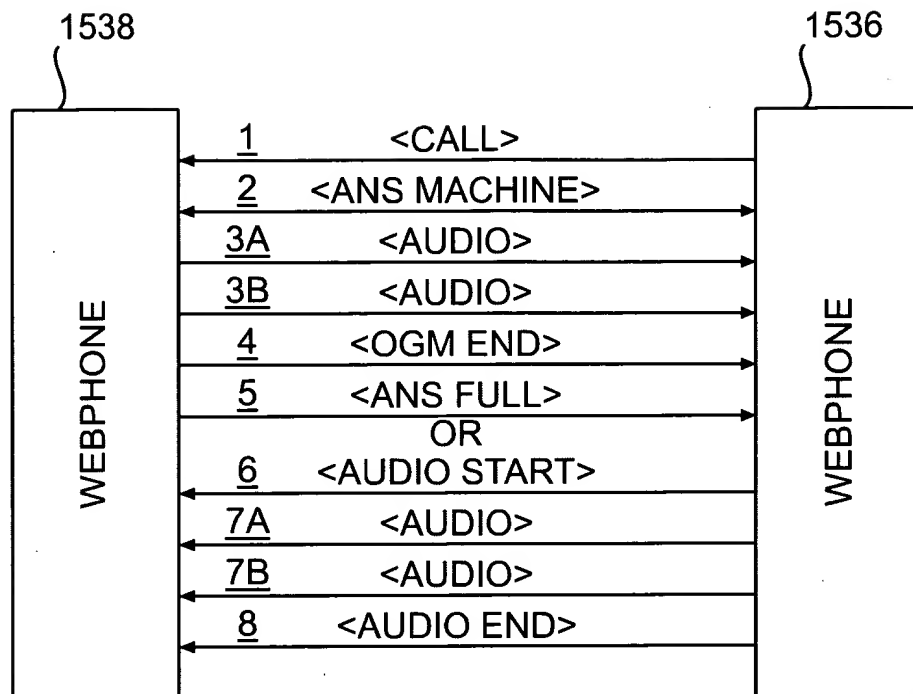 1538
1536
1 <CALL>
2 <ANS MACHINE>
3A <AUDIO>
3B <AUDIO>
4 <OGM END>
5 <ANS FULL>
OR
6 <AUDIO START>
7A <AUDIO>
7B <AUDIO>
8 <AUDIO END>
WEBPHONE
WEBPHONE